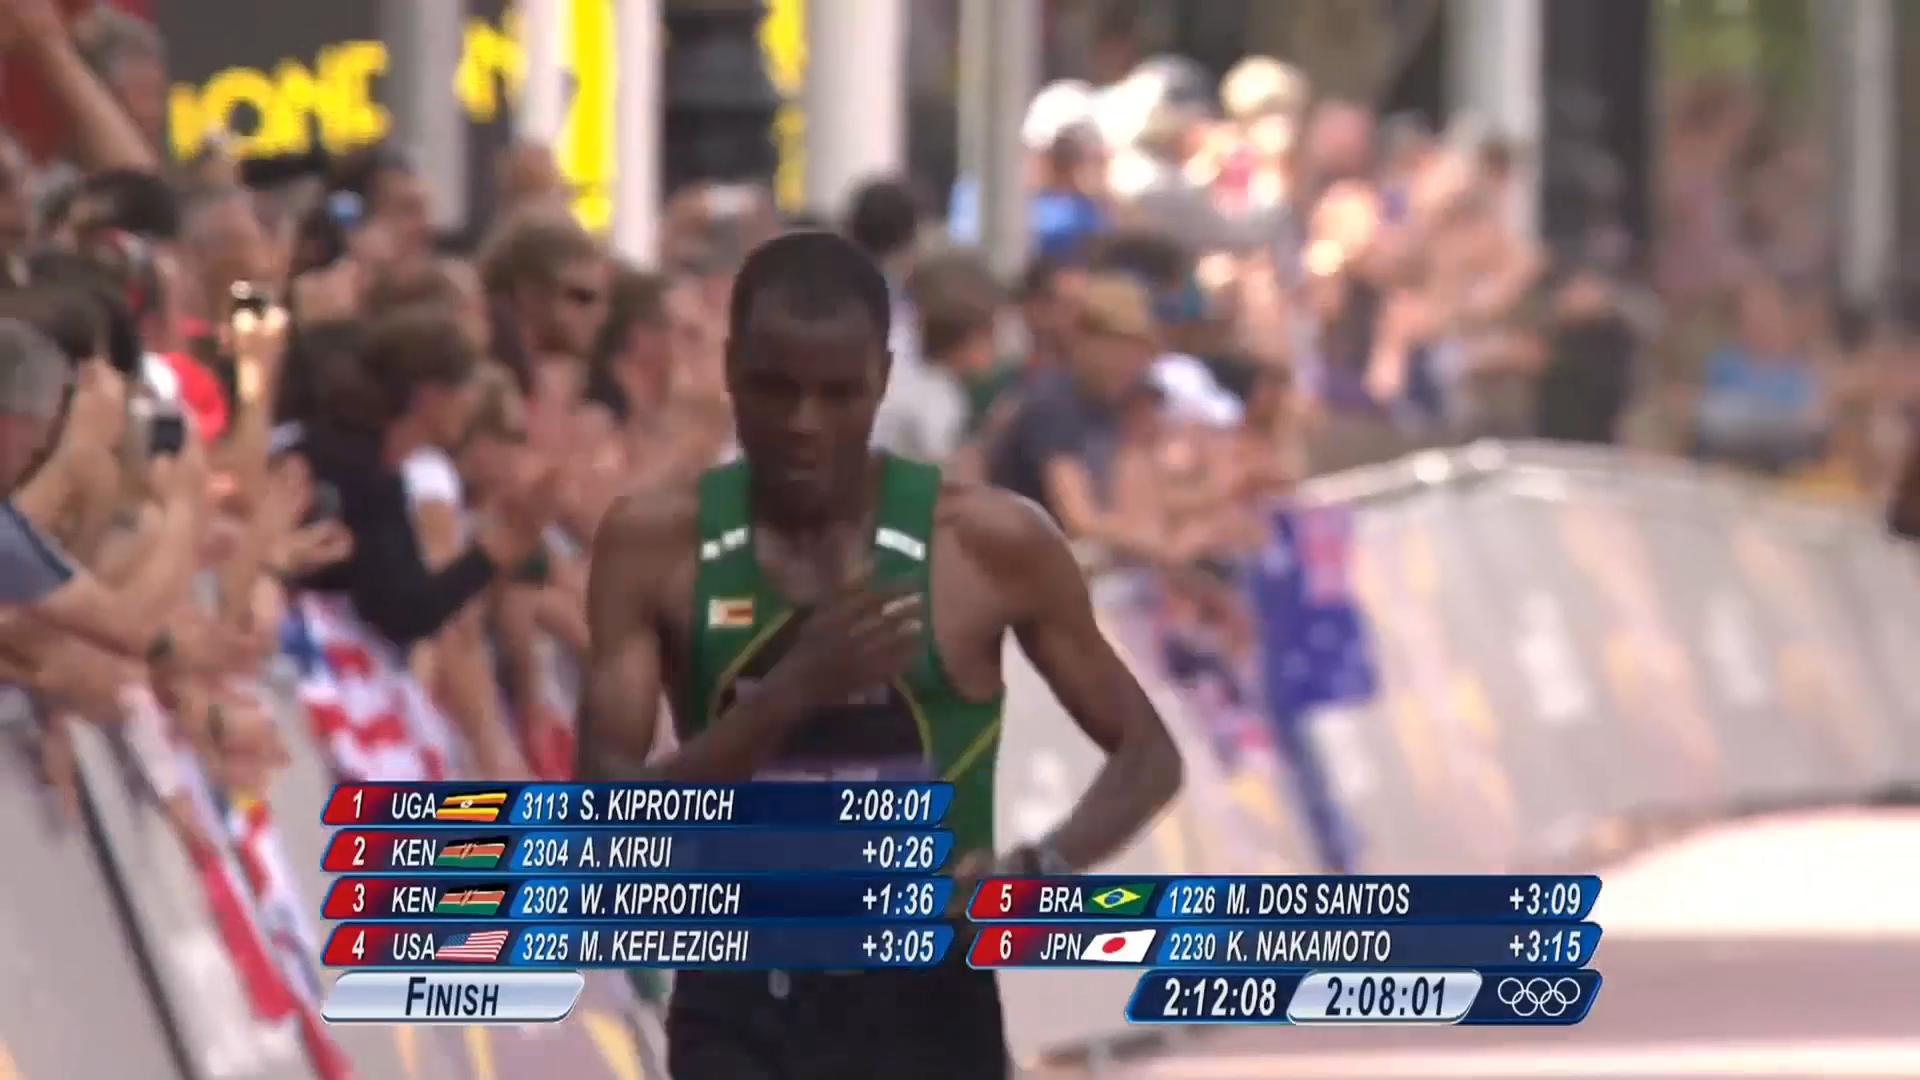 1 UGA 3113 S. KIPROTICH 2:08:01
2 KEN 2304 A. KIRUI +0:26
3 KEN 2302 W. KIPROTICH +1:36
4 USA 3225 M. KEFLEZIGHI +3:05
5 BRA 1226 M. DOS SANTOS +3:09
6 JPN 2230 K. NAKAMOTO +3:15
FINISH
2:12:08 2:08:01